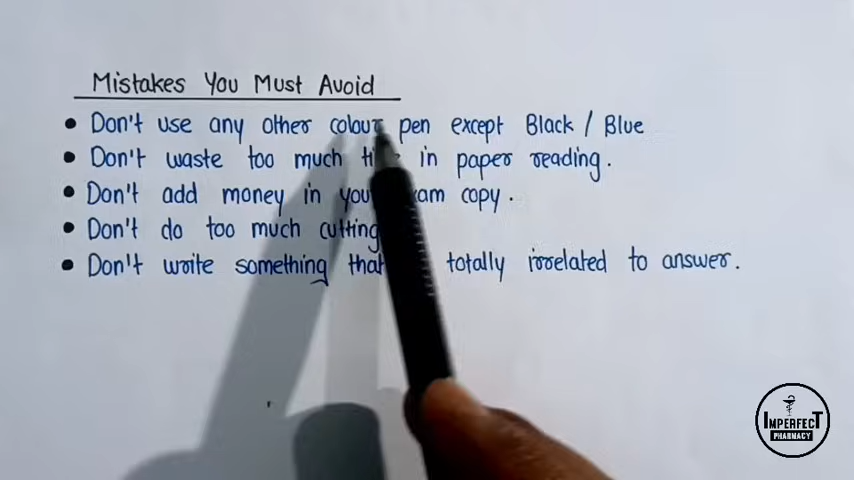 Mistakes You Must Avoid
• Don't use any other colour pen except Black / Blue
• Don't waste too much in paper reading.
• Don't add money in copy.
• Don't do too much cutting
• Don't write something that totally irrelated to answer.
IMPERFECT
PHARMACY